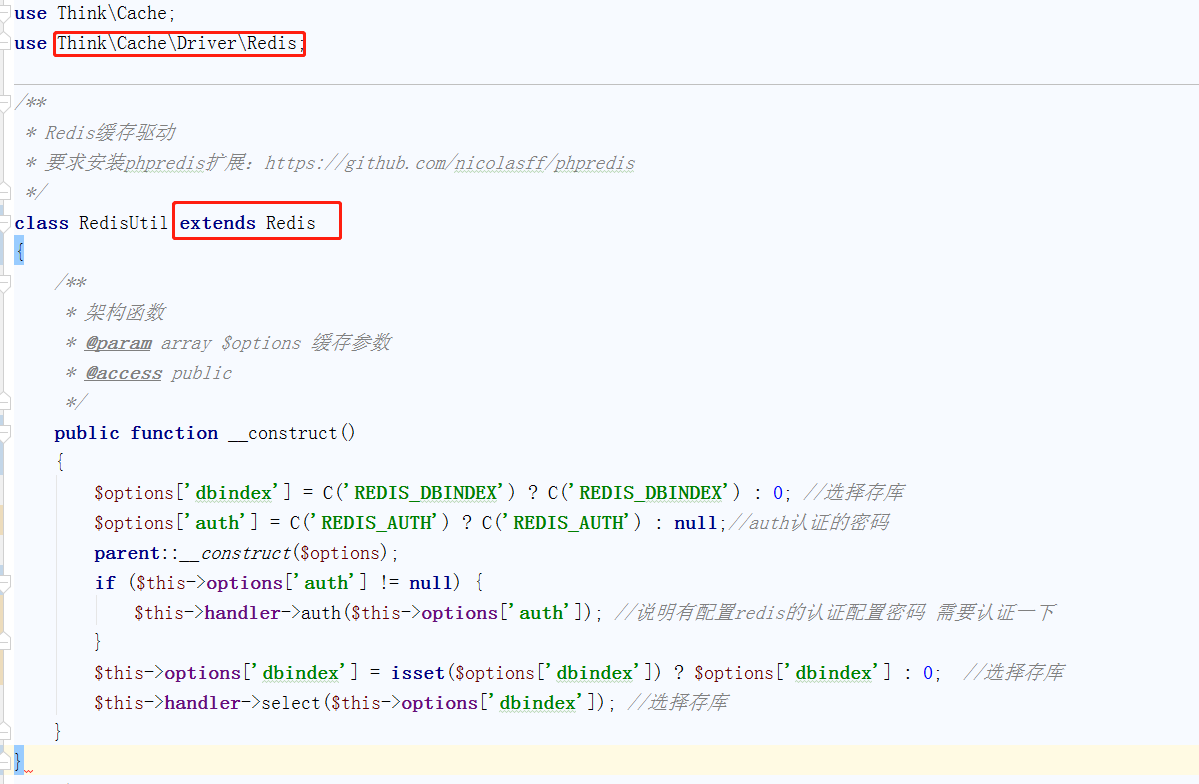 use Think\Cache;
use Think\Cache\Driver\Redis;
/**
* Redis缓存驱动
* 要求安装phpredis扩展：https://github.com/nicolasff/phpredis
*/
class RedisUtil extends Redis
{
/**
* 架构函数
* @param array $options 缓存参数
* @access public
*/
public function __construct()
{
$options['dbindex'] = C('REDIS_DBINDEX') ? C('REDIS_DBINDEX') : 0; //选择存库
$options['auth'] = C('REDIS_AUTH') ? C('REDIS_AUTH') : null;//auth认证的密码
parent::__construct($options);
if ($this->options['auth'] != null) {
$this->handler->auth($this->options['auth']); //说明有配置redis的认证配置密码 需要认证一下
}
$this->options['dbindex'] = isset($options['dbindex']) ? $options['dbindex'] : 0;  //选择存库
$this->handler->select($this->options['dbindex']); //选择存库
}
}